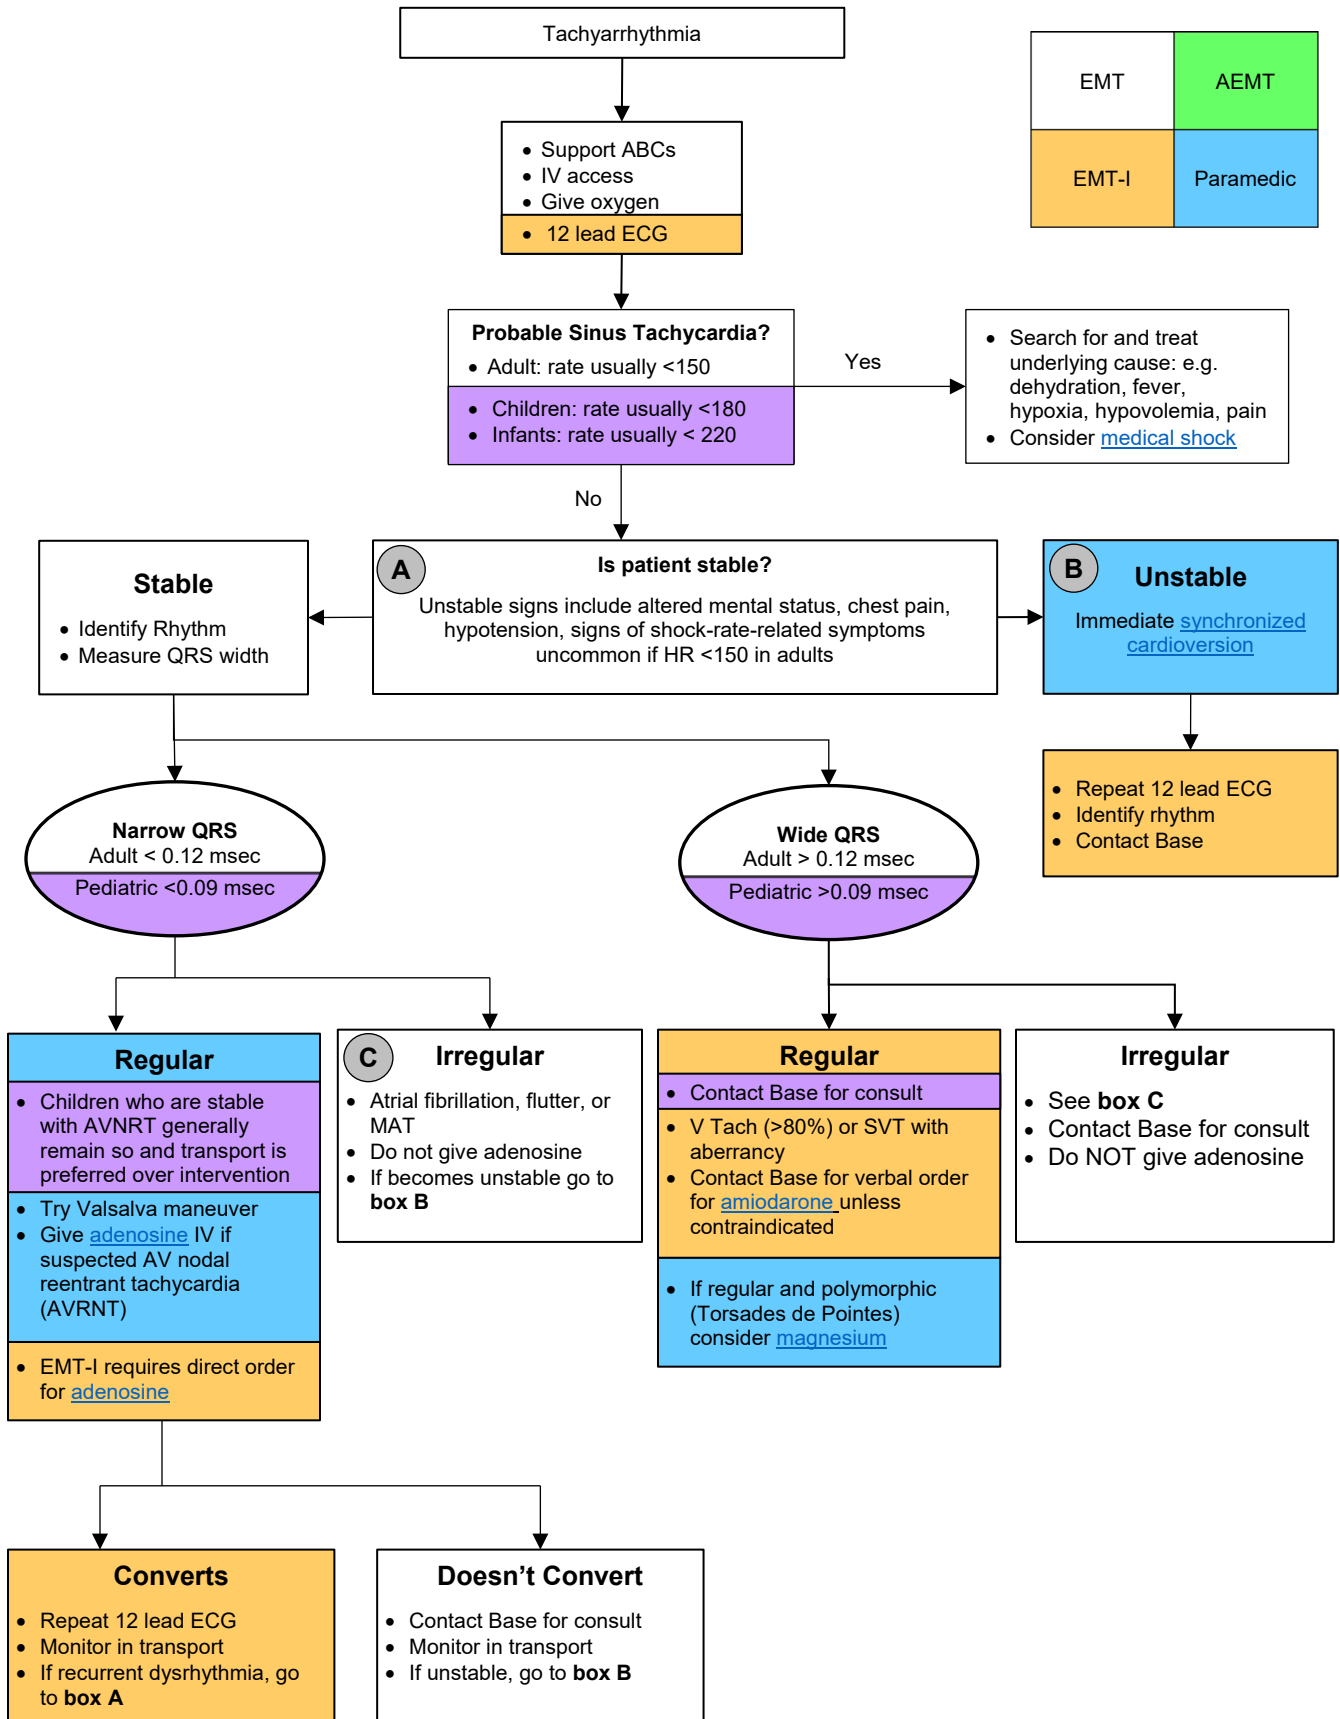 Tachyarrhythmia
EMT
AEMT
EMT-I
Paramedic
• Support ABCs
• IV access
• Give oxygen
• 12 lead ECG
Probable Sinus Tachycardia?
• Adult: rate usually <150
• Children: rate usually <180
• Infants: rate usually < 220
Yes
• Search for and treat
underlying cause: e.g.
dehydration, fever,
hypoxia, hypovolemia, pain
• Consider medical shock
No
Stable
• Identify Rhythm
• Measure QRS width
A
Is patient stable?
Unstable signs include altered mental status, chest pain,
hypotension, signs of shock-rate-related symptoms
uncommon if HR <150 in adults
B
Unstable
Immediate synchronized
cardioversion
• Repeat 12 lead ECG
• Identify rhythm
• Contact Base
Narrow QRS
Adult < 0.12 msec
Pediatric <0.09 msec
Wide QRS
Adult > 0.12 msec
Pediatric >0.09 msec
Regular
• Children who are stable
with AVNRT generally
remain so and transport is
preferred over intervention
• Try Valsalva maneuver
• Give adenosine IV if
suspected AV nodal
reentrant tachycardia
(AVRNT)
• EMT-I requires direct order
for adenosine
C
Irregular
• Atrial fibrillation, flutter, or
MAT
• Do not give adenosine
• If becomes unstable go to
box B
Regular
• Contact Base for consult
• V Tach (>80%) or SVT with
aberrancy
• Contact Base for verbal order
for amiodarone unless
contraindicated
• If regular and polymorphic
(Torsades de Pointes)
consider magnesium
Irregular
• See box C
• Contact Base for consult
• Do NOT give adenosine
Converts
• Repeat 12 lead ECG
• Monitor in transport
• If recurrent dysrhythmia, go
to box A
Doesn’t Convert
• Contact Base for consult
• Monitor in transport
• If unstable, go to box B